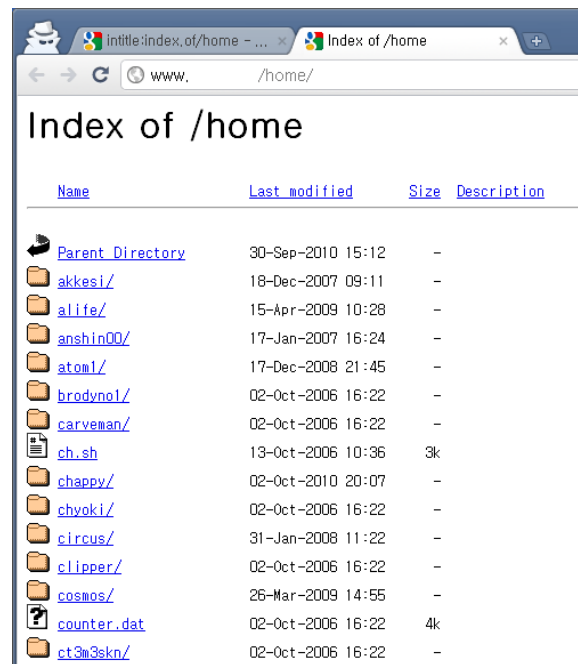 intitle:index.of/home - ... Index of /home
www. /home/
Index of /home
Name Last modified Size Description
Parent Directory 30-Sep-2010 15:12 -
akkesi/ 18-Dec-2007 09:11 -
alife/ 15-Apr-2009 10:28 -
anshin00/ 17-Jan-2007 16:24 -
atom1/ 17-Dec-2008 21:45 -
brodyno1/ 02-Oct-2006 16:22 -
carveman/ 02-Oct-2006 16:22 -
ch.sh 13-Oct-2006 10:36 3k
chappy/ 02-Oct-2010 20:07 -
chyoki/ 02-Oct-2006 16:22 -
circus/ 31-Jan-2008 11:22 -
clipper/ 02-Oct-2006 16:22 -
cosmos/ 26-Mar-2009 14:55 -
counter.dat 02-Oct-2006 16:22 4k
ct3m3skn/ 02-Oct-2006 16:22 -